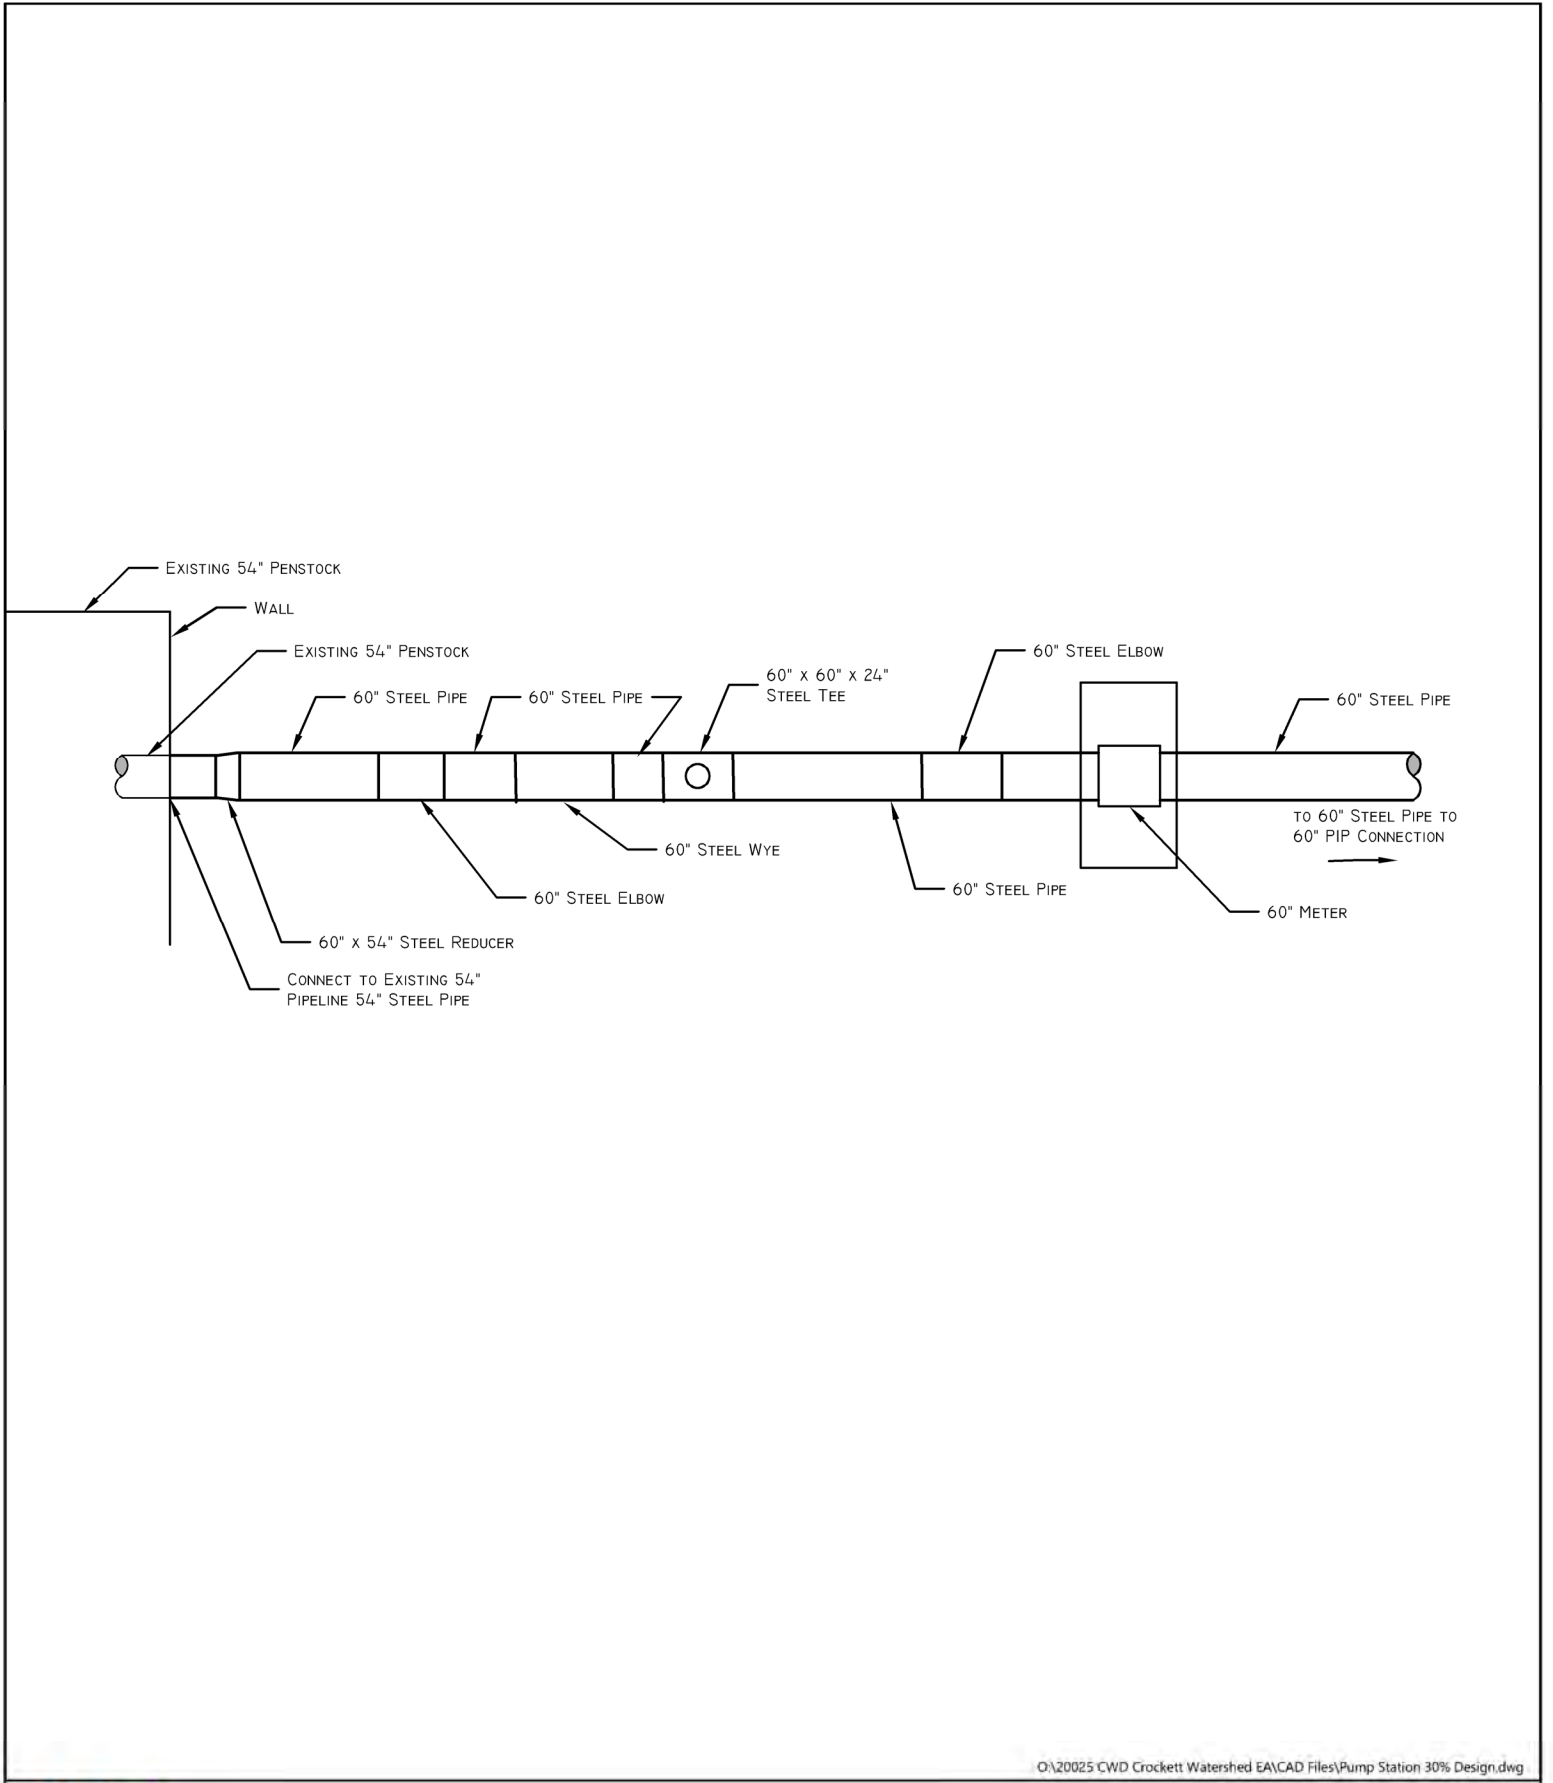 Existing 54" Penstock
Wall
Existing 54" Penstock
60" Steel Elbow
60" x 60" x 24"
Steel Tee
60" Steel Pipe
60" Steel Pipe
60" Steel Pipe
to 60" Steel Pipe to
60" PIP Connection
60" Steel Wye
60" Steel Pipe
60" Steel Elbow
60" Meter
60" x 54" Steel Reducer
Connect to Existing 54"
Pipeline 54" Steel Pipe
O:\20025 CWD Crockett Watershed EA\CAD Files\Pump Station 30% Design.dwg